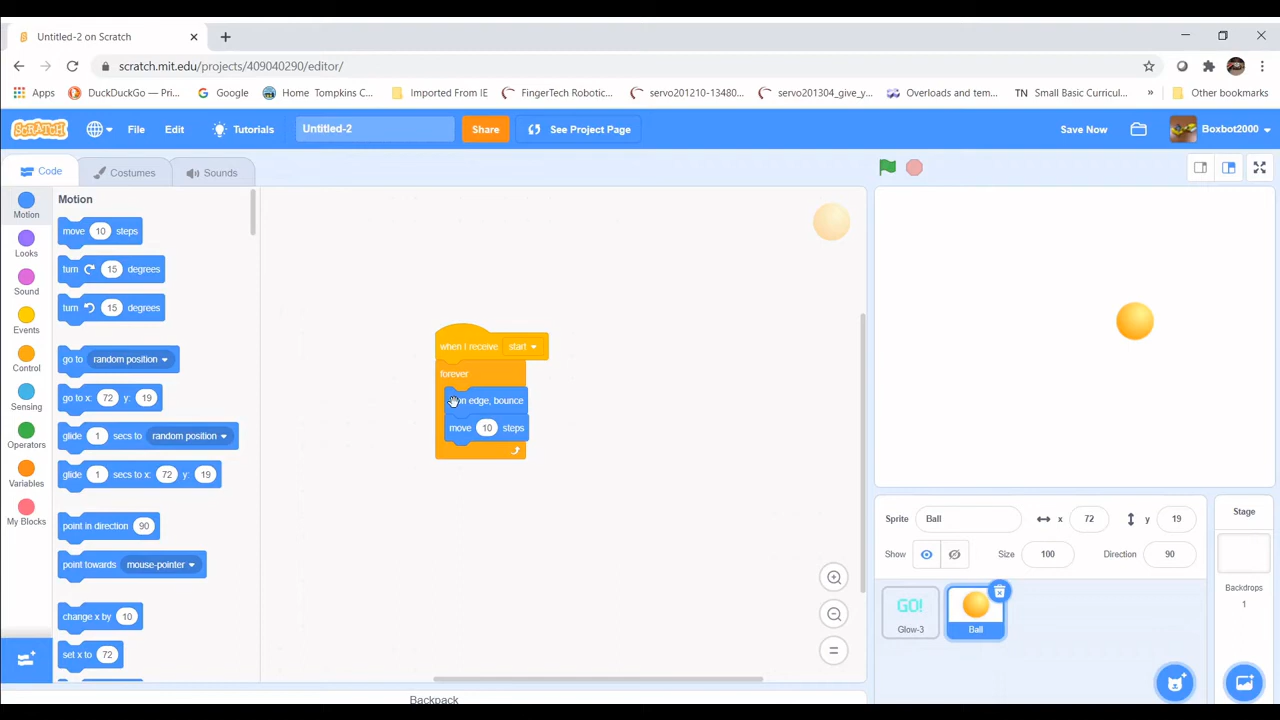 Untitled-2 on Scratch
scratch.mit.edu/projects/409040290/editor/
Apps DuckDuckGo — Pri... Google Home Tompkins C... Imported From IE FingerTech Robotic... servo201210-13480... servo201304_give_y... Overloads and tem... TN Small Basic Curricul... » Other bookmarks
SCRATCH File Edit Tutorials Untitled-2 Share See Project Page Save Now Boxbot2000
Code Costumes Sounds
Motion
Looks
Sound
Events
Control
Sensing
Operators
Variables
My Blocks
Motion
move 10 steps
turn 15 degrees
turn 15 degrees
go to random position
go to x: 72 y: 19
glide 1 secs to random position
glide 1 secs to x: 72 y: 19
point in direction 90
point towards mouse-pointer
change x by 10
set x to 72
when I receive start
forever
on edge, bounce
move 10 steps
Backpack
Sprite Ball x 72 y 19
Show Size 100 Direction 90
GO!
Glow-3
Ball
Stage
Backdrops
1